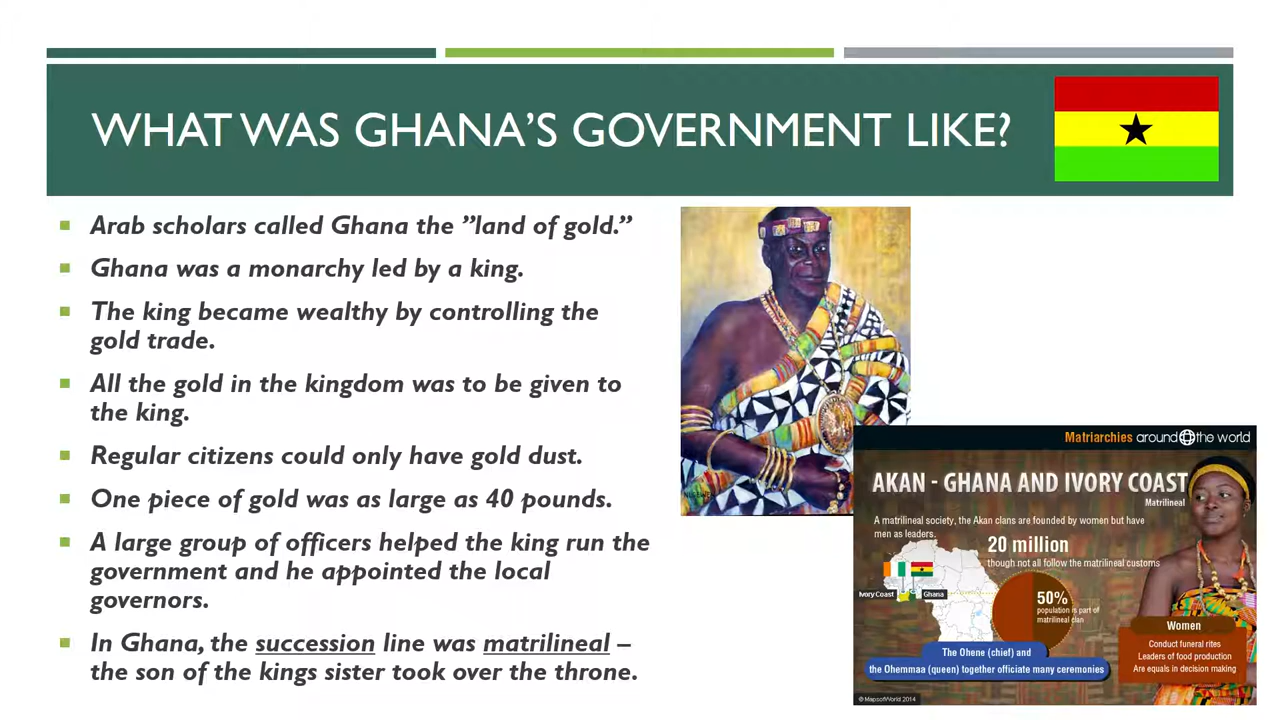 WHAT WAS GHANA'S GOVERNMENT LIKE?
Arab scholars called Ghana the "land of gold."
Ghana was a monarchy led by a king.
The king became wealthy by controlling the
gold trade.
All the gold in the kingdom was to be given to
the king.
Regular citizens could only have gold dust.
One piece of gold was as large as 40 pounds.
A large group of officers helped the king run the
government and he appointed the local
governors.
In Ghana, the succession line was matrilineal –
the son of the kings sister took over the throne.
Matriarchies around the world
AKAN - GHANA AND IVORY COAST
Matrilineal
A matrilineal society, the Akan clans are founded by women but have
men as leaders.
20 million
though not all follow the matrilineal customs
Ivory Coast
Ghana
50%
population is part of
matrilineal clan
The Ohene (chief) and
the Ohemmaa (queen) together officiate many ceremonies
Women
Conduct funeral rites
Leaders of food production
Are equals in decision making
© MapsofWorld 2014